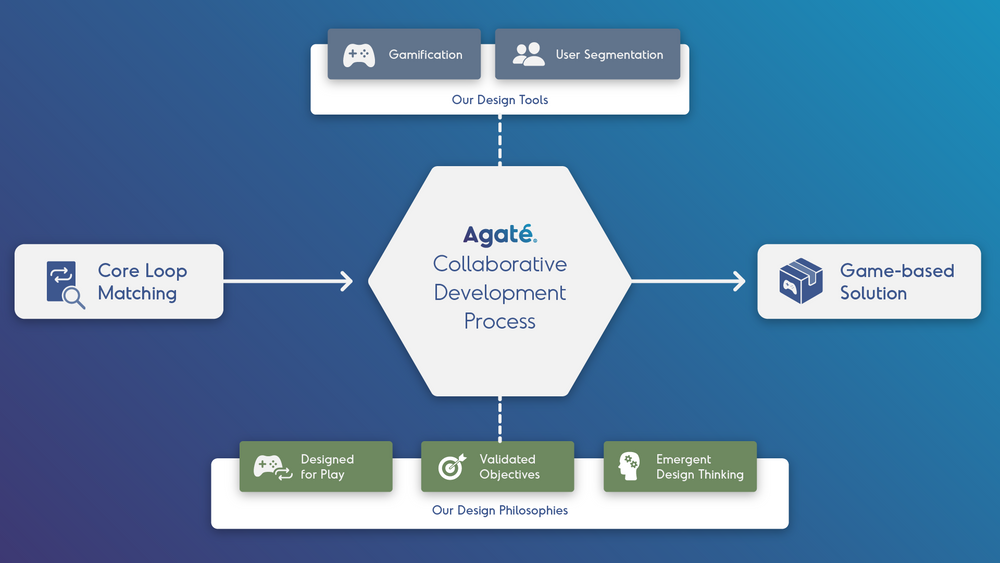 Gamification
User Segmentation
Our Design Tools
Core Loop
Matching
Agaté.
Collaborative
Development
Process
Game-based
Solution
Designed
for Play
Validated
Objectives
Emergent
Design Thinking
Our Design Philosophies